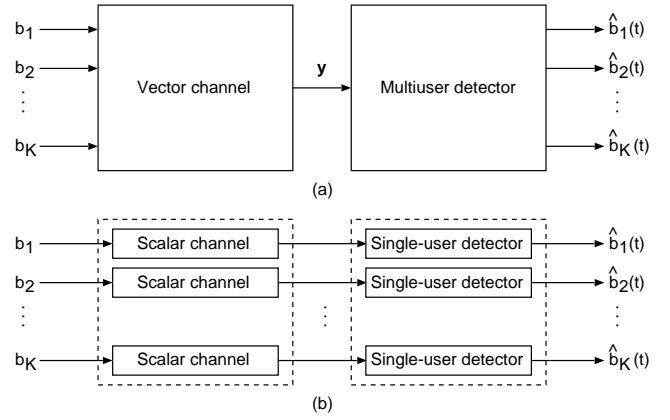 b1 b̂1(t)
b2 y b̂2(t)
Vector channel Multiuser detector
⋮ ⋮
bK b̂K(t)
(a)
b1 Scalar channel Single-user detector b̂1(t)
b2 Scalar channel Single-user detector b̂2(t)
⋮ ⋮ ⋮
bK Scalar channel Single-user detector b̂K(t)
(b)